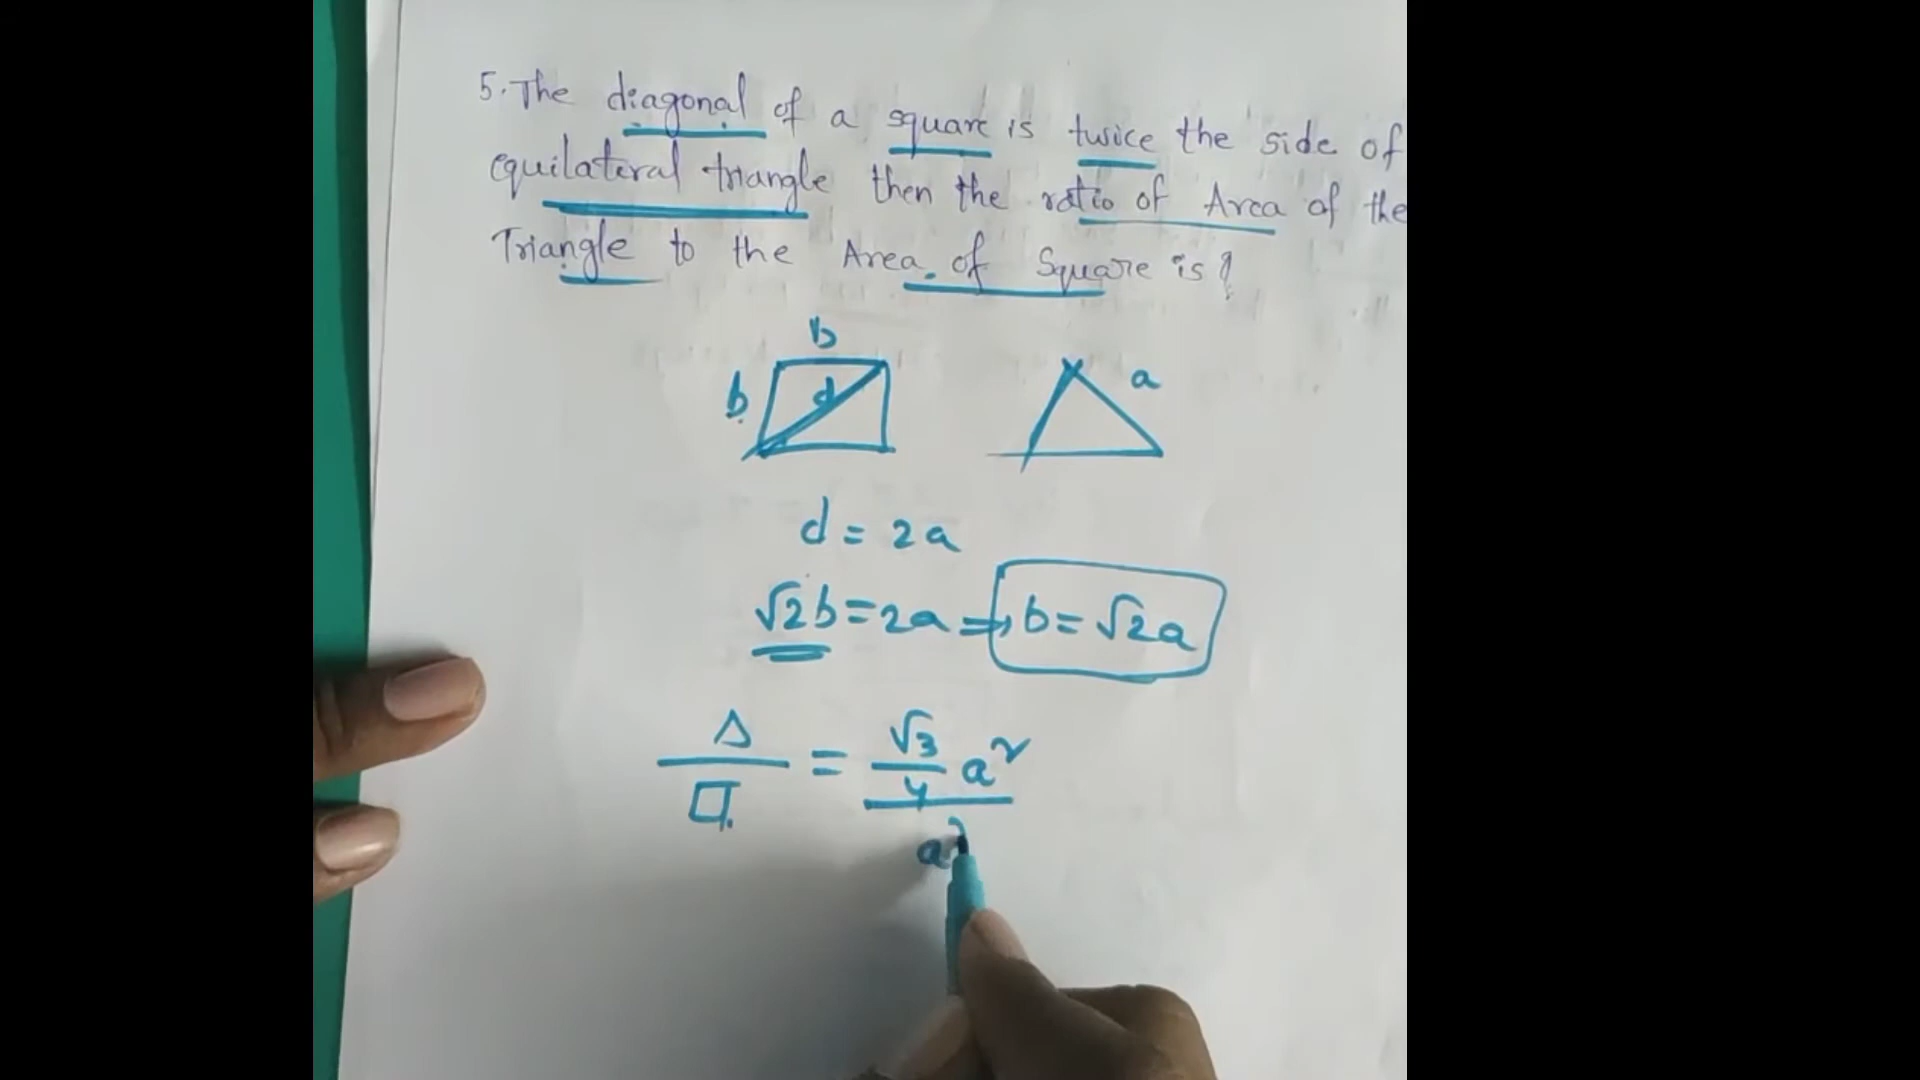 5. The diagonal of a square is twice the side of
equilateral triangle then the ratio of Area of the
Triangle to the Area of Square is?
b
b d a
d = 2a
√2b = 2a ⇒ b = √2a
Δ/□ = (√3/4 a²)/a²